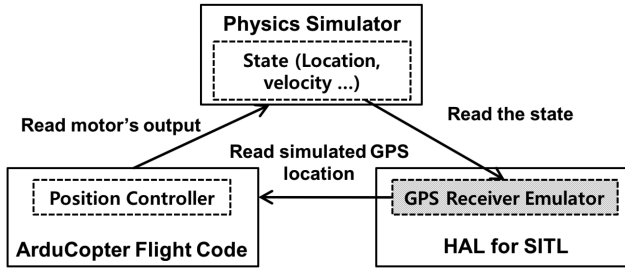 Physics Simulator
State (Location,
velocity ...)
Read motor's output
Read the state
Read simulated GPS
location
Position Controller
GPS Receiver Emulator
ArduCopter Flight Code
HAL for SITL